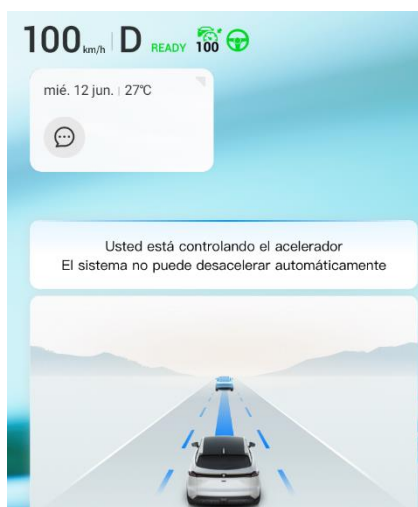 100 km/h D READY 100
mié. 12 jun. | 27°C
Usted está controlando el acelerador
El sistema no puede desacelerar automáticamente